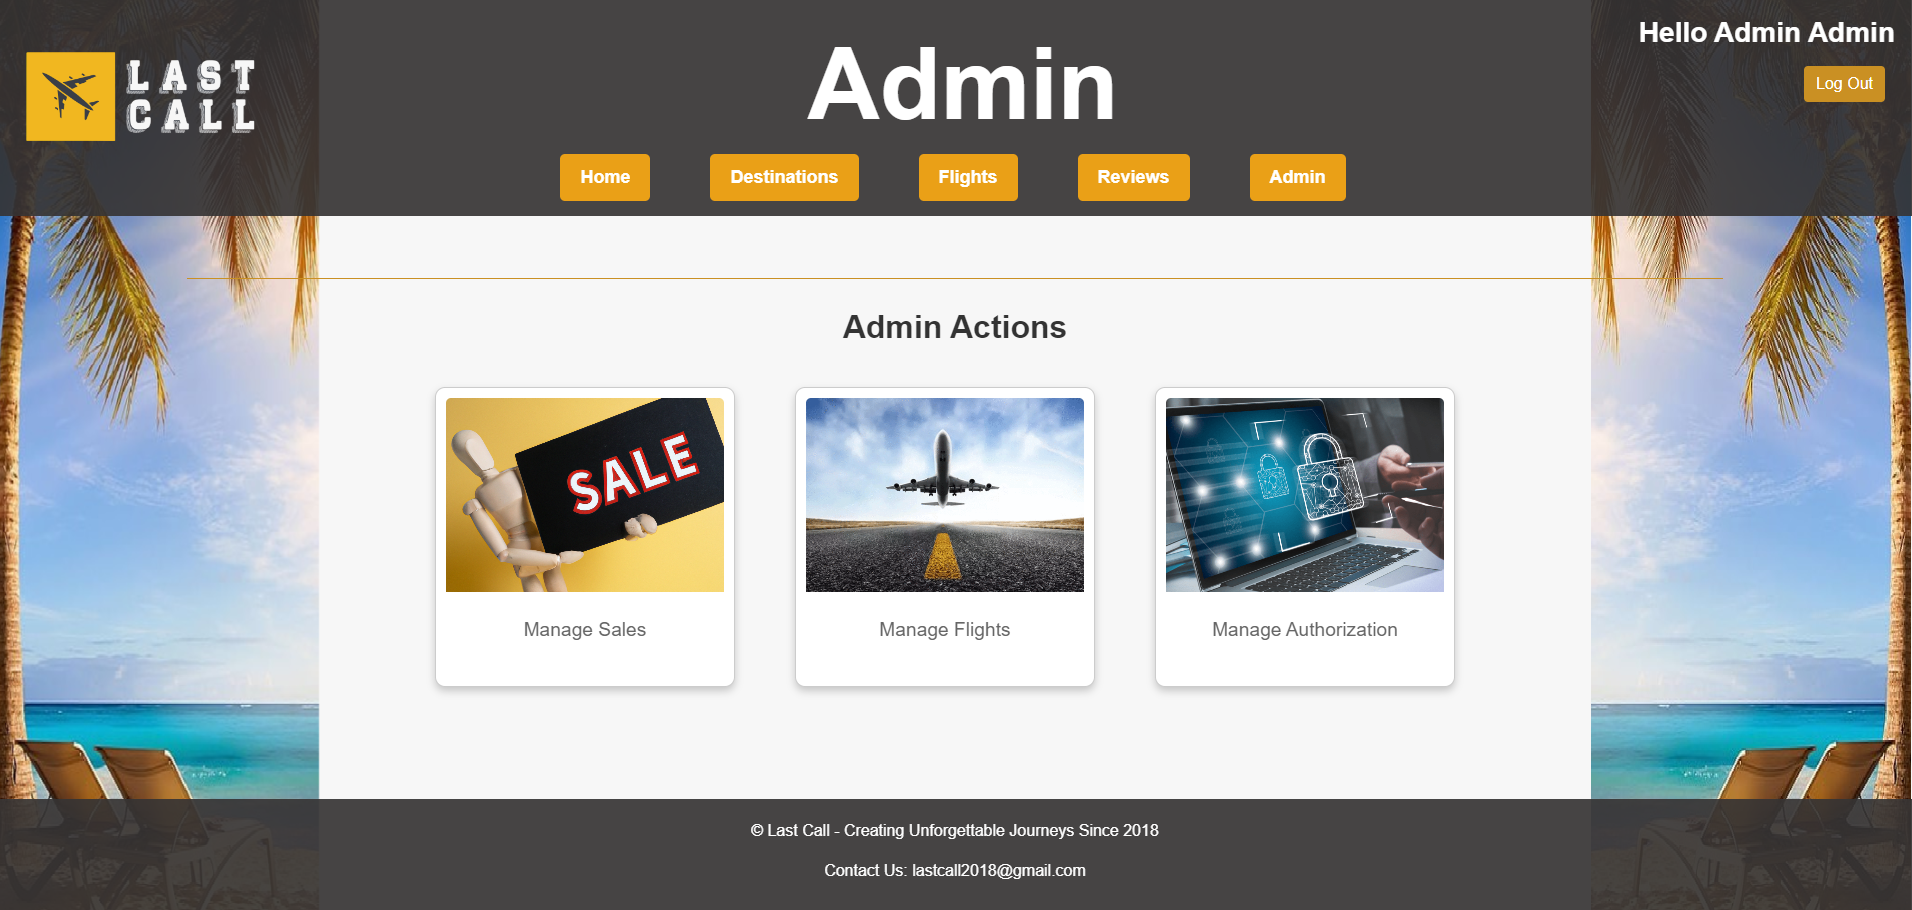 LAST
CALL
Admin
Hello Admin Admin
Log Out
Home
Destinations
Flights
Reviews
Admin
Admin Actions
SALE
Manage Sales
Manage Flights
Manage Authorization
© Last Call - Creating Unforgettable Journeys Since 2018
Contact Us: lastcall2018@gmail.com